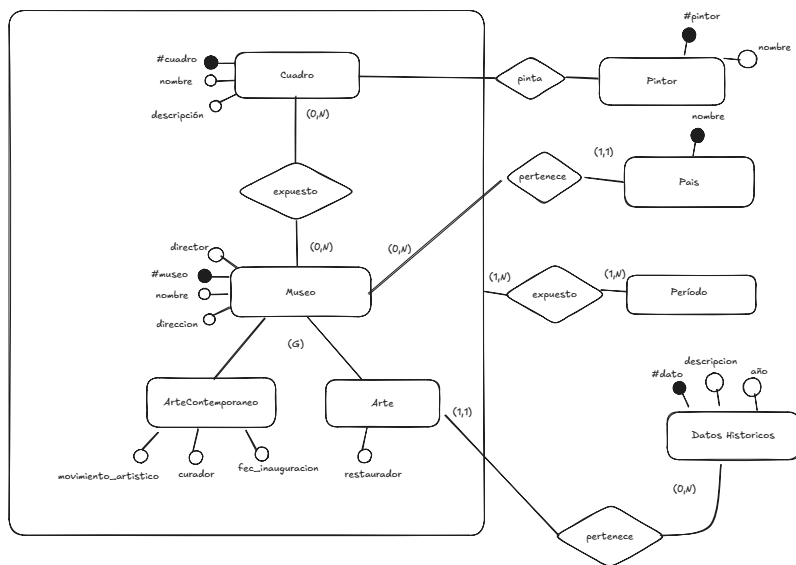 #pintor
nombre
#cuadro
nombre
descripción
Cuadro
pinta
Pintor
(0,N)
nombre
(1,1)
pertenece
Pais
expuesto
director
(0,N)
(0,N)
#museo
nombre
direccion
Museo
(1,N)
(1,N)
expuesto
Período
(G)
descripcion
#dato
año
ArteContemporaneo
Arte
(1,1)
Datos Historicos
movimiento_artistico
curador
fec_inauguracion
restaurador
(0,N)
pertenece